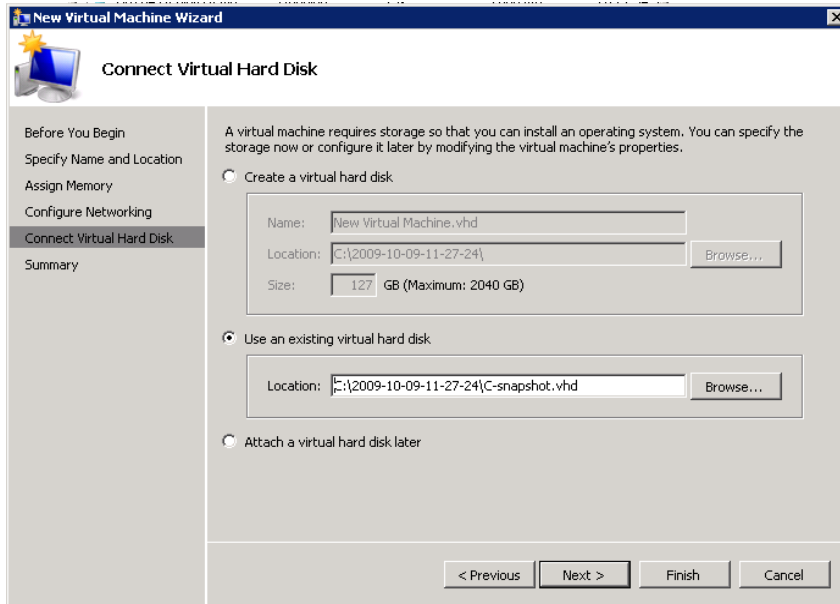 New Virtual Machine Wizard
Connect Virtual Hard Disk
Before You Begin
Specify Name and Location
Assign Memory
Configure Networking
Connect Virtual Hard Disk
Summary
A virtual machine requires storage so that you can install an operating system. You can specify the
storage now or configure it later by modifying the virtual machine's properties.
Create a virtual hard disk
Name: New Virtual Machine.vhd
Location: C:\2009-10-09-11-27-24\ Browse...
Size: 127 GB (Maximum: 2040 GB)
Use an existing virtual hard disk
Location: C:\2009-10-09-11-27-24\C-snapshot.vhd Browse...
Attach a virtual hard disk later
< Previous Next > Finish Cancel